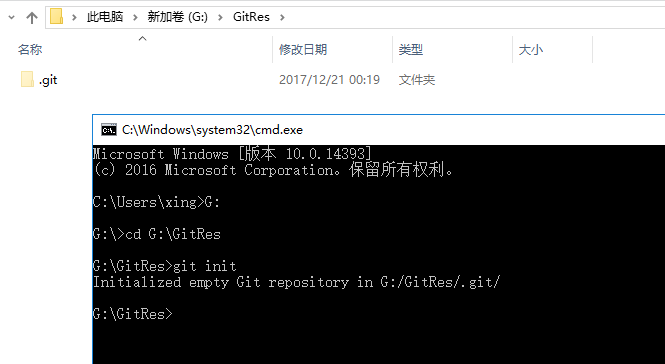 此电脑 › 新加卷 (G:) › GitRes
名称 修改日期 类型 大小
.git 2017/12/21 00:19 文件夹
C:\Windows\system32\cmd.exe
Microsoft Windows [版本 10.0.14393]
(c) 2016 Microsoft Corporation。保留所有权利。
C:\Users\xing>G:
G:\>cd G:\GitRes
G:\GitRes>git init
Initialized empty Git repository in G:/GitRes/.git/
G:\GitRes>